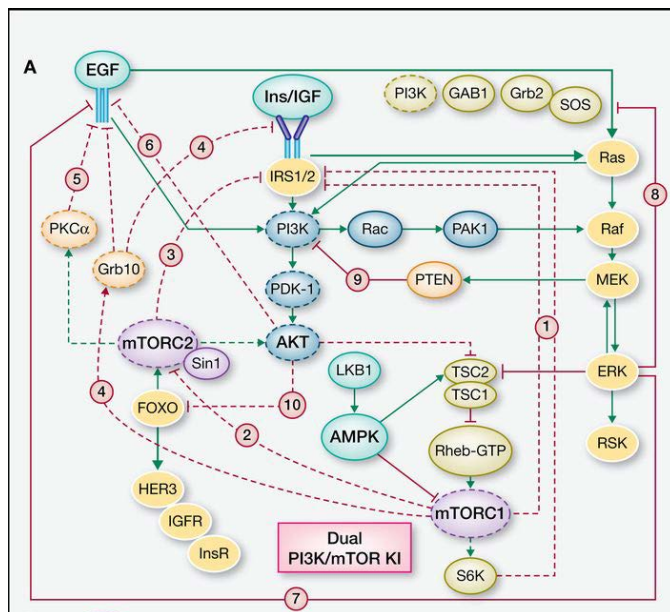 A
EGF
Ins/IGF
PI3K
GAB1
Grb2
SOS
6
4
5
8
Ras
IRS1/2
PKCα
3
PI3K
Rac
PAK1
Raf
Grb10
9
PTEN
MEK
PDK-1
mTORC2
Sin1
AKT
1
LKB1
TSC2
TSC1
ERK
4
FOXO
10
2
AMPK
Rheb-GTP
RSK
HER3
IGFR
InsR
mTORC1
Dual
PI3K/mTOR KI
S6K
7